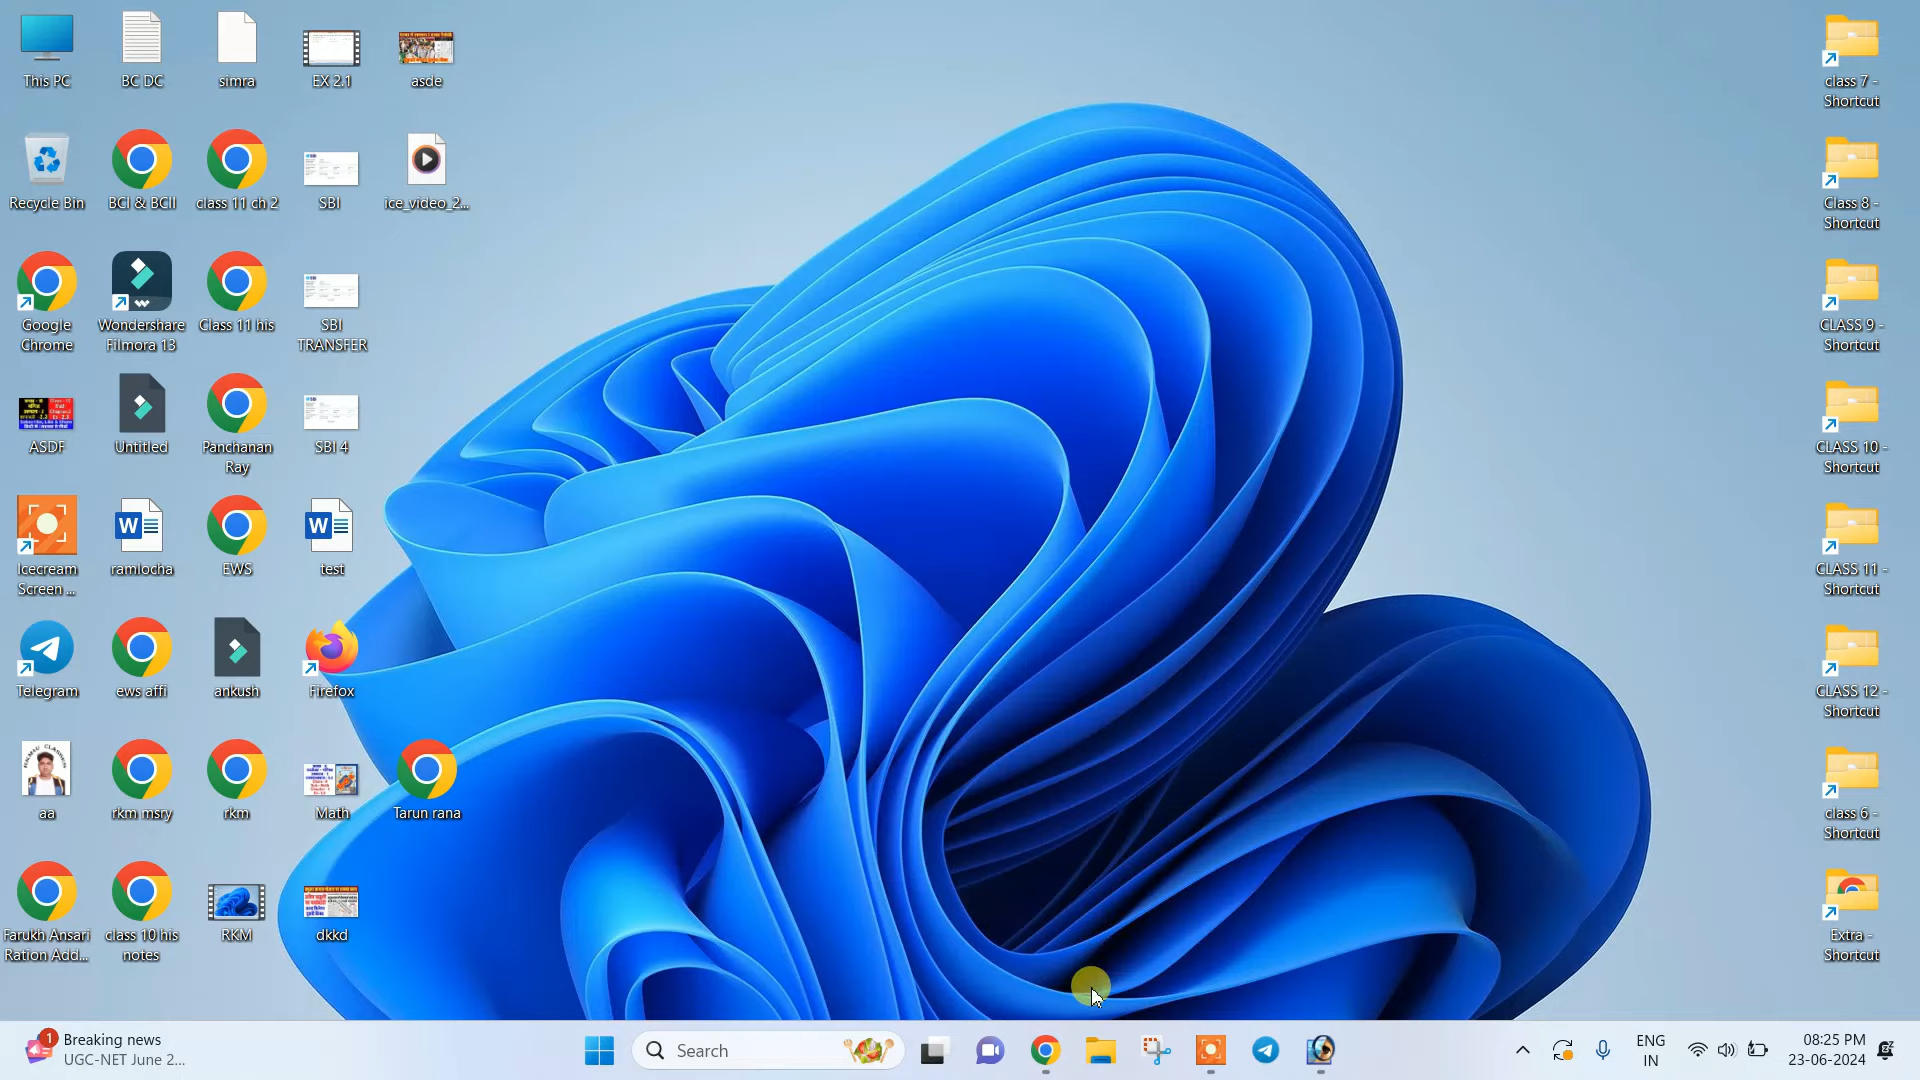 This PC
BC DC
simra
EX 2.1
asde
Recycle Bin
BCI & BCII
class 11 ch 2
SBI
ice_video_2...
Google
Chrome
Wondershare
Filmora 13
Class 11 his
SBI
TRANSFER
ASDF
Untitled
Panchanan
Ray
SBI 4
Icecream
Screen ...
ramlocha
EWS
test
Telegram
ews affi
ankush
Firefox
aa
rkm msry
rkm
Math
Tarun rana
Farukh Ansari
Ration Add...
class 10 his
notes
RKM
dkkd
class 7 -
Shortcut
Class 8 -
Shortcut
CLASS 9 -
Shortcut
CLASS 10 -
Shortcut
CLASS 11 -
Shortcut
CLASS 12 -
Shortcut
class 6 -
Shortcut
Extra -
Shortcut
1
Breaking news
UGC-NET June 2...
Search
ENG
IN
08:25 PM
23-06-2024